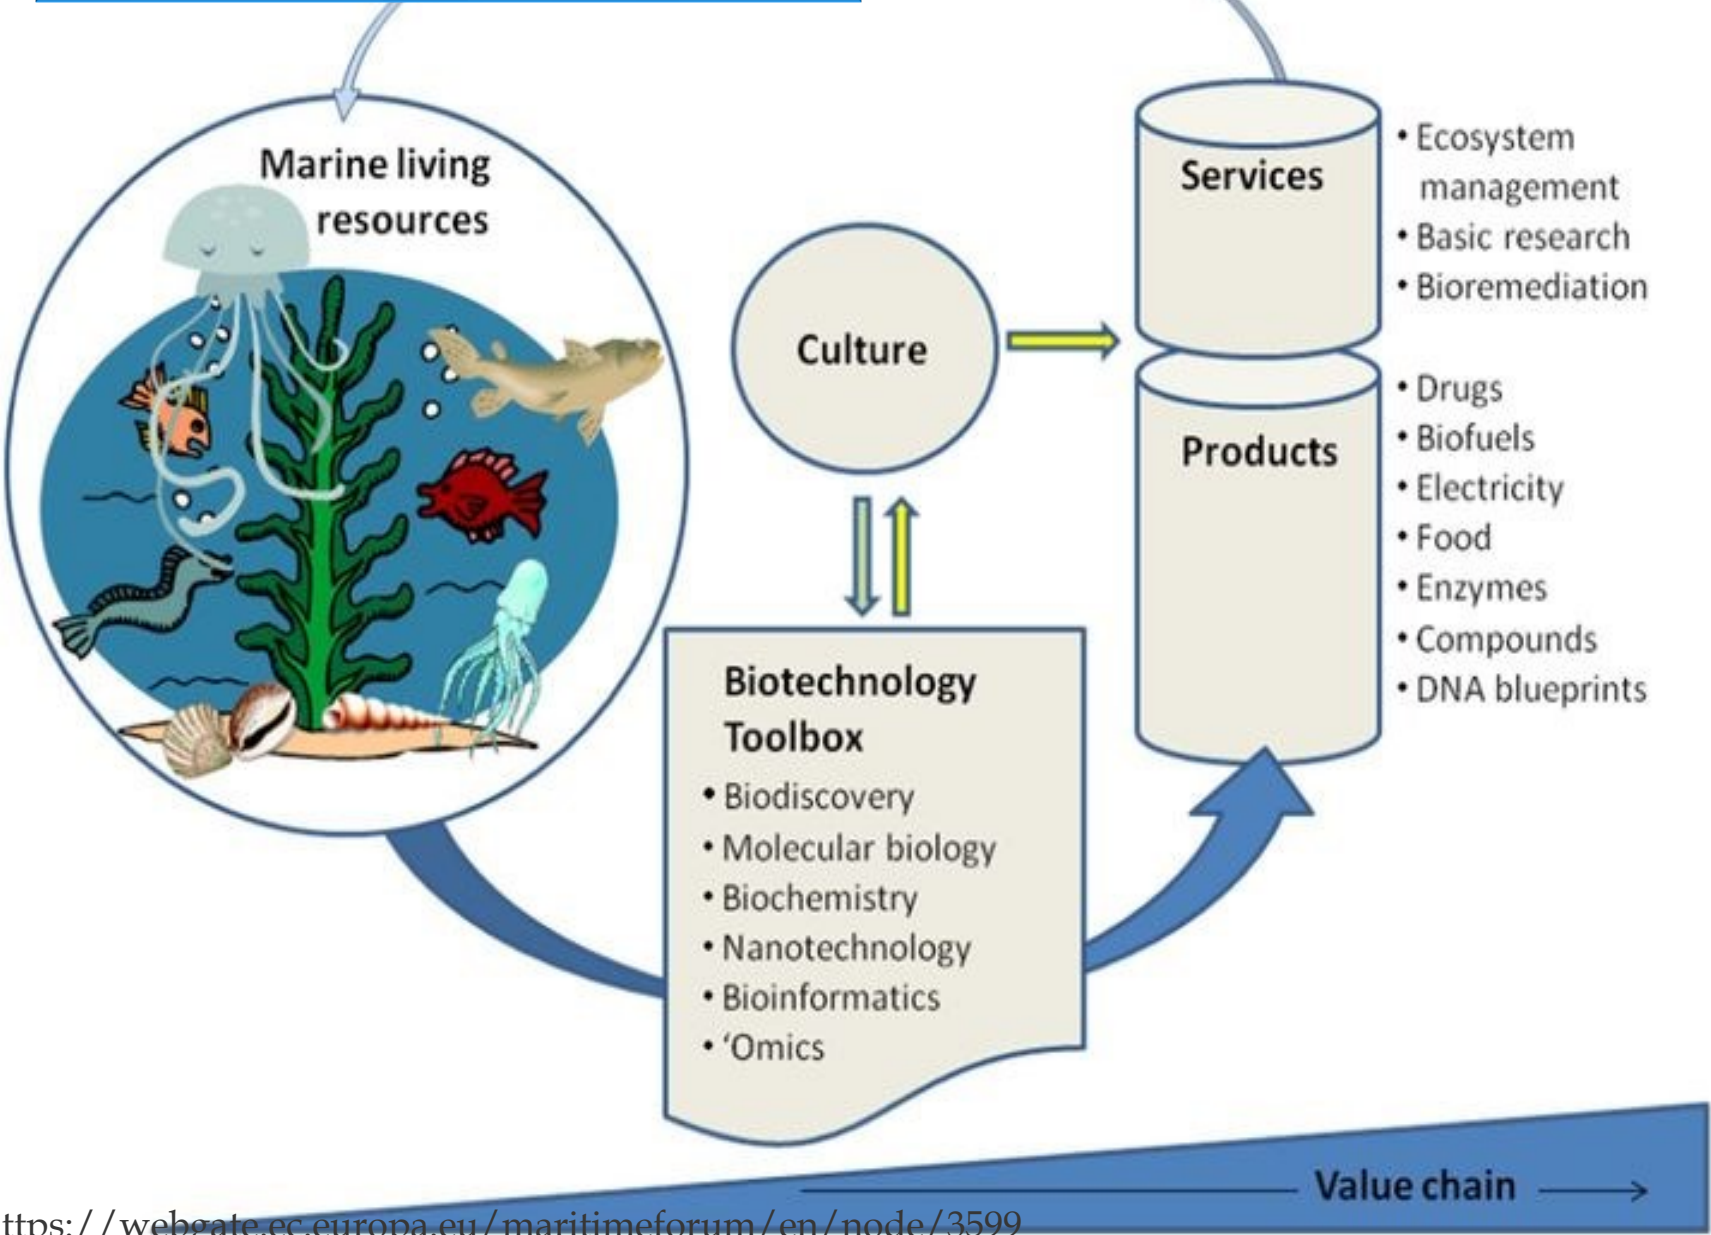 Marine living
resources
Culture
Services
• Ecosystem
management
• Basic research
• Bioremediation
Products
• Drugs
• Biofuels
• Electricity
• Food
• Enzymes
• Compounds
• DNA blueprints
Biotechnology
Toolbox
• Biodiscovery
• Molecular biology
• Biochemistry
• Nanotechnology
• Bioinformatics
• ‘Omics
Value chain
ttps://webgate.ec.europa.eu/maritimeforum/en/node/3599